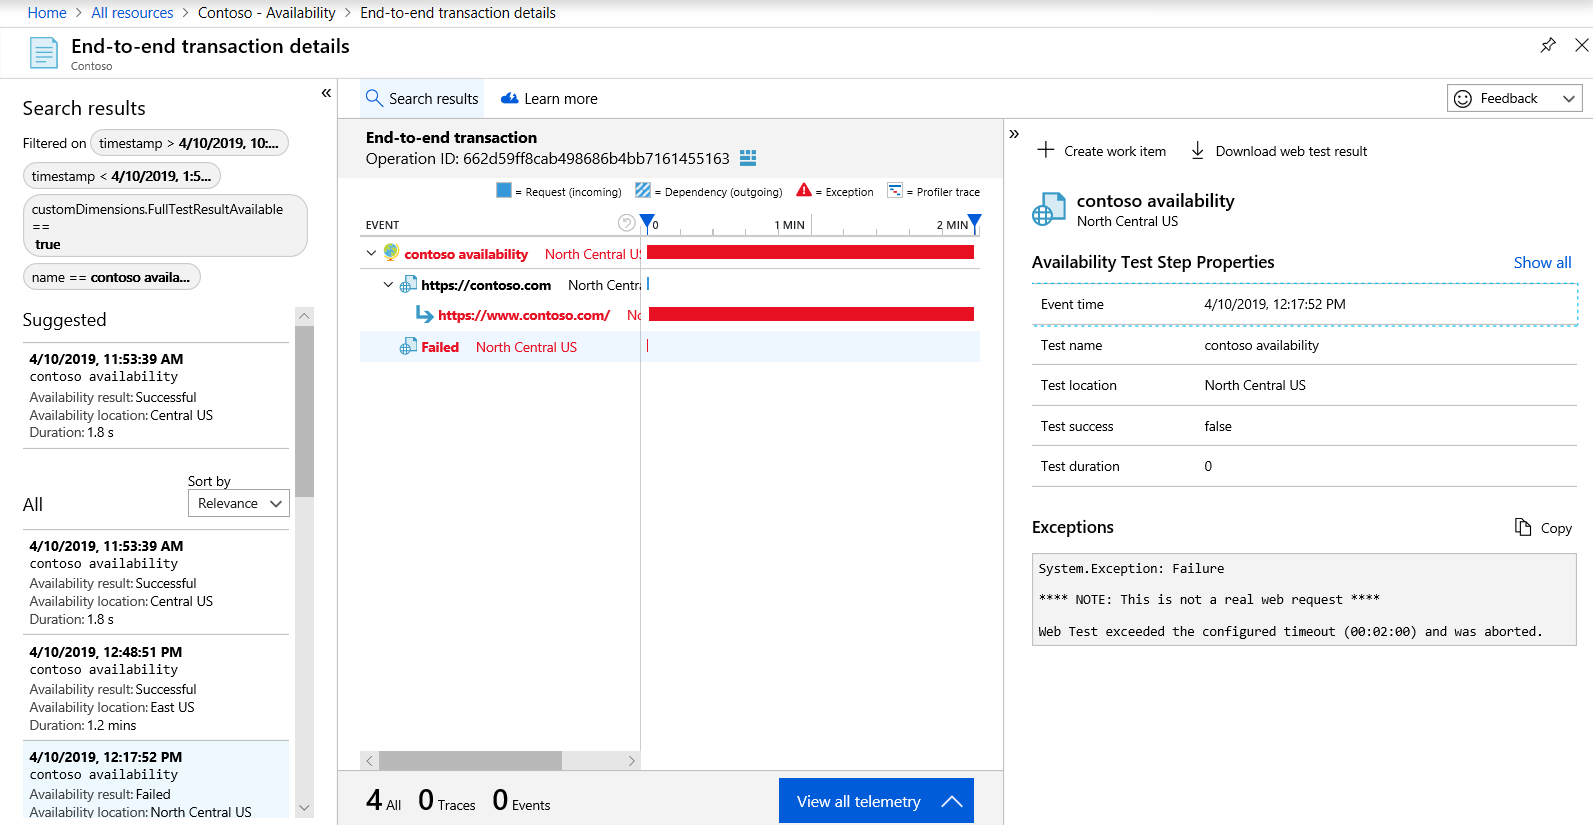 Home > All resources > Contoso - Availability > End-to-end transaction details
End-to-end transaction details
Contoso
«
Search results
Filtered on timestamp > 4/10/2019, 10:...
timestamp < 4/10/2019, 1:5...
customDimensions.FullTestResultAvailable
==
true
name == contoso availa...
Suggested
4/10/2019, 11:53:39 AM
contoso availability
Availability result: Successful
Availability location: Central US
Duration: 1.8 s
Sort by
All
Relevance
4/10/2019, 11:53:39 AM
contoso availability
Availability result: Successful
Availability location: Central US
Duration: 1.8 s
4/10/2019, 12:48:51 PM
contoso availability
Availability result: Successful
Availability location: East US
Duration: 1.2 mins
4/10/2019, 12:17:52 PM
contoso availability
Availability result: Failed
Availability location: North Central US
Search results Learn more
Feedback
End-to-end transaction
Operation ID: 662d59ff8cab498686b4bb7161455163
= Request (incoming) = Dependency (outgoing) = Exception = Profiler trace
EVENT 0 1 MIN 2 MIN
contoso availability North Central US
https://contoso.com North Centra
https://www.contoso.com/ No
Failed North Central US
4 All 0 Traces 0 Events
View all telemetry
»
Create work item Download web test result
contoso availability
North Central US
Availability Test Step Properties Show all
Event time 4/10/2019, 12:17:52 PM
Test name contoso availability
Test location North Central US
Test success false
Test duration 0
Exceptions Copy
System.Exception: Failure
**** NOTE: This is not a real web request ****
Web Test exceeded the configured timeout (00:02:00) and was aborted.